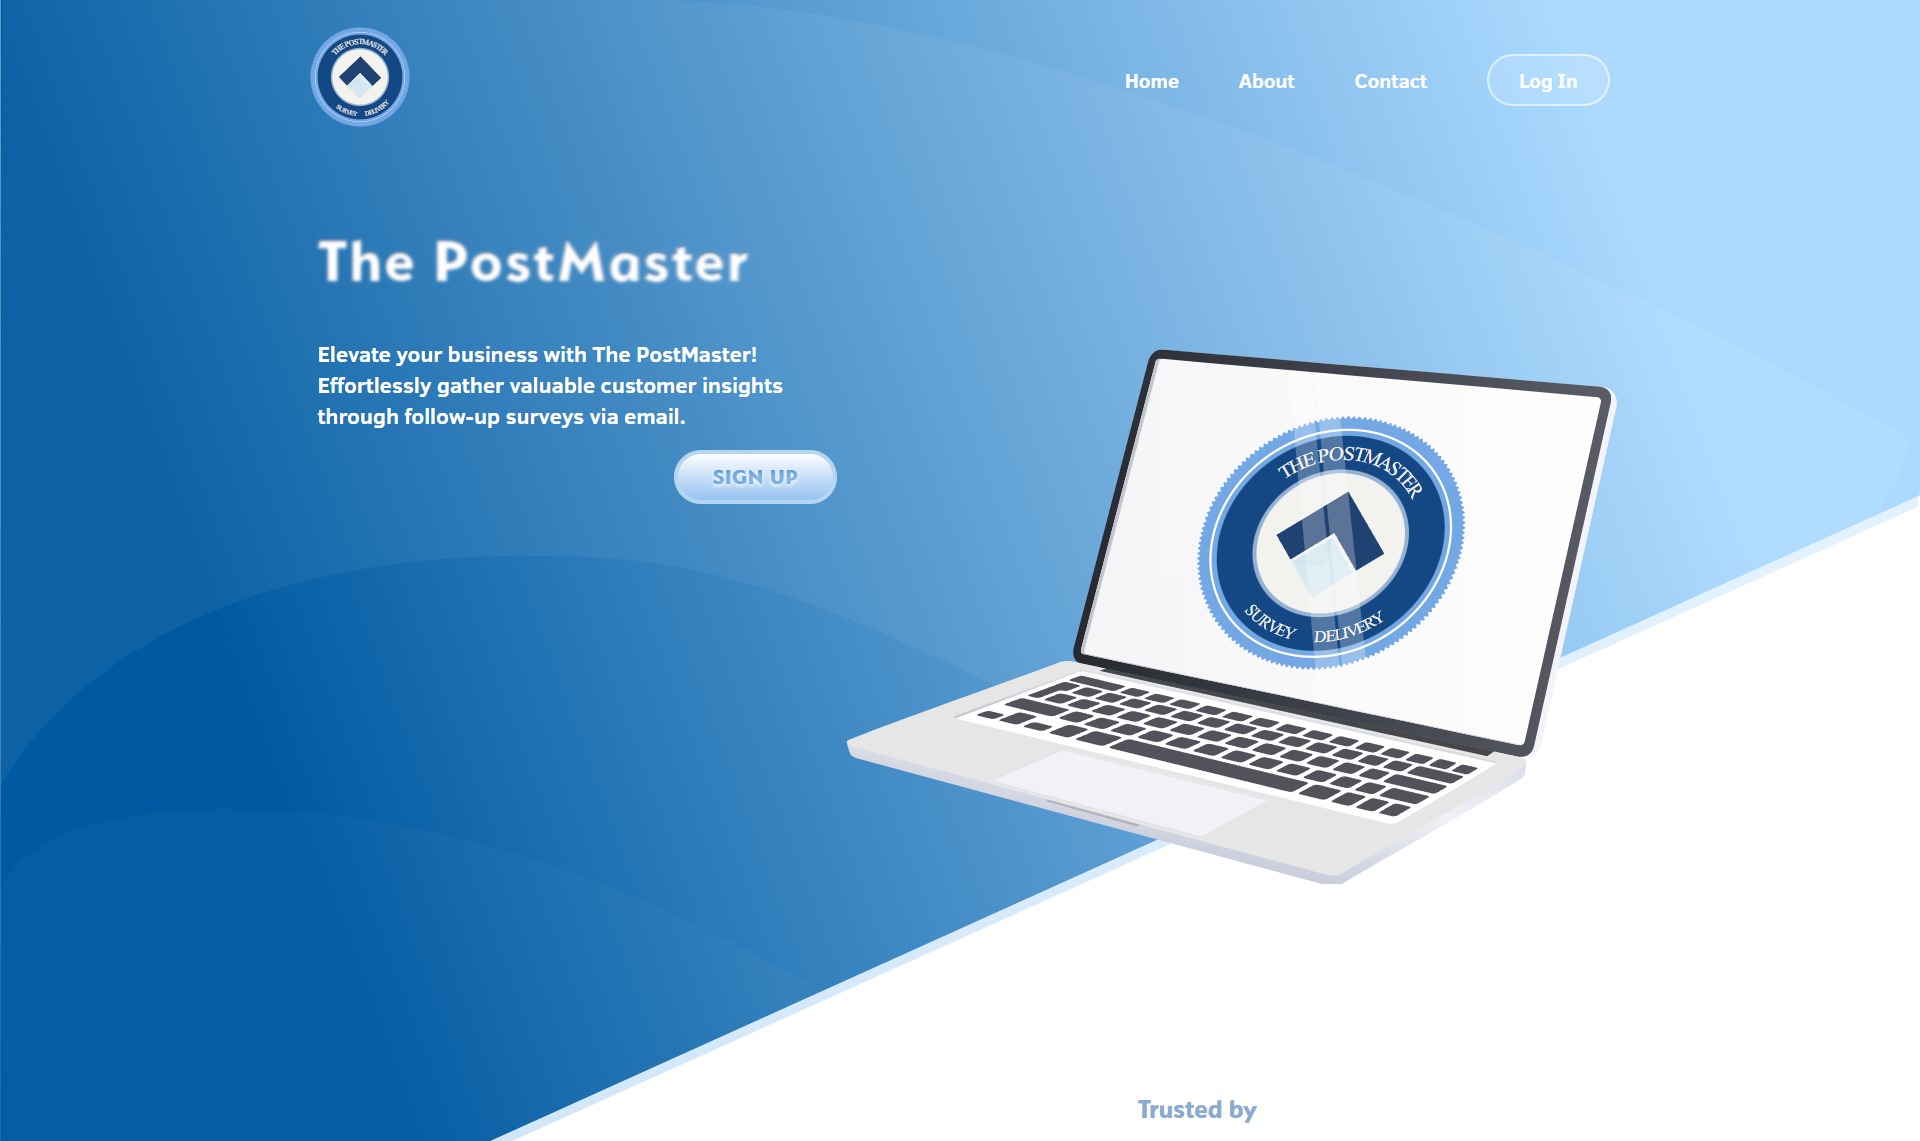 THE POSTMASTER
SURVEY DELIVERY
Home
About
Contact
Log In
The PostMaster
Elevate your business with The PostMaster!
Effortlessly gather valuable customer insights
through follow-up surveys via email.
SIGN UP
THE POSTMASTER
SURVEY DELIVERY
Trusted by